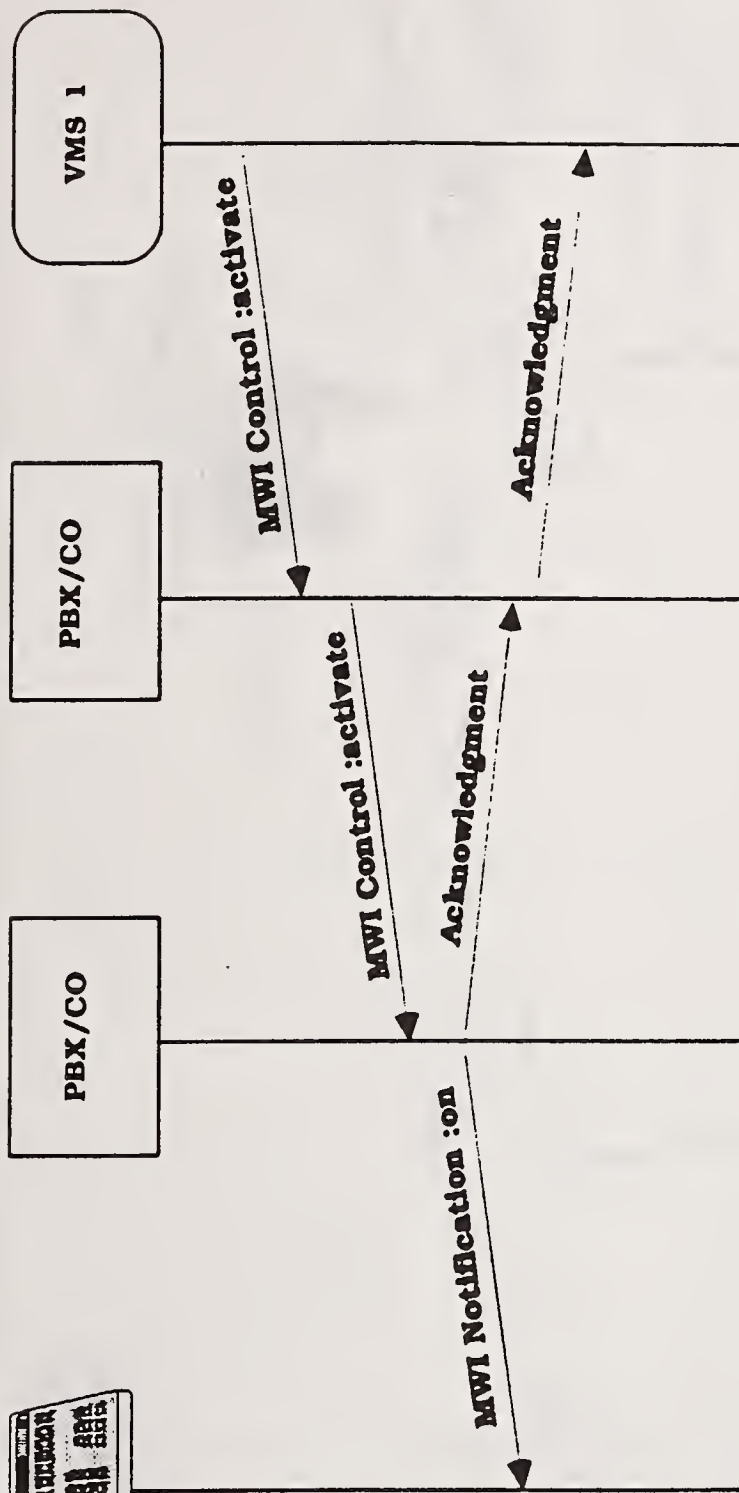 VMS 1
PBX/CO
PBX/CO
MWI Control :activate
MWI Control :activate
MWI Notification :on
Acknowledgment
Acknowledgment